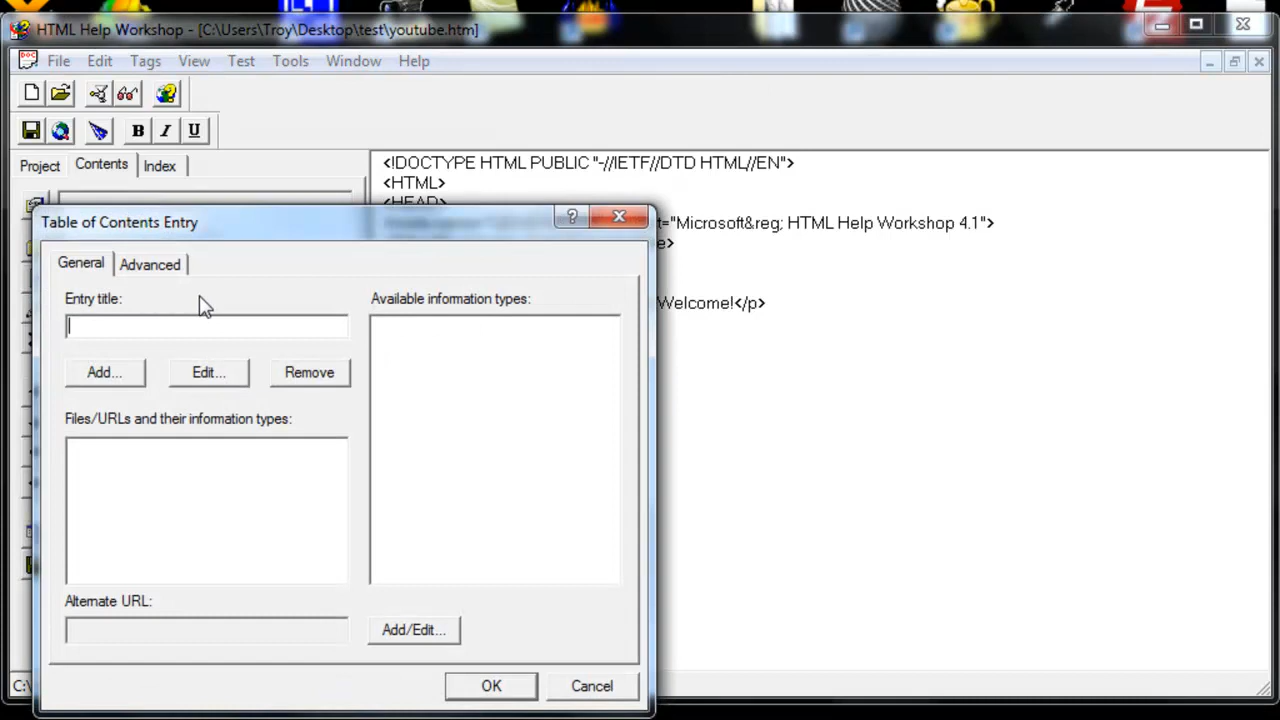 HTML Help Workshop - [C:\Users\Troy\Desktop\test\youtube.htm]
File Edit Tags View Test Tools Window Help
B I U
Project Contents Index
<!DOCTYPE HTML PUBLIC "-//IETF//DTD HTML//EN">
<HTML>
<HEAD>
Table of Contents Entry
t="Microsoft&reg; HTML Help Workshop 4.1">
e>
General Advanced
Entry title:
Available information types:
Welcome!</p>
Add... Edit... Remove
Files/URLs and their information types:
Alternate URL:
Add/Edit...
OK Cancel
C:\